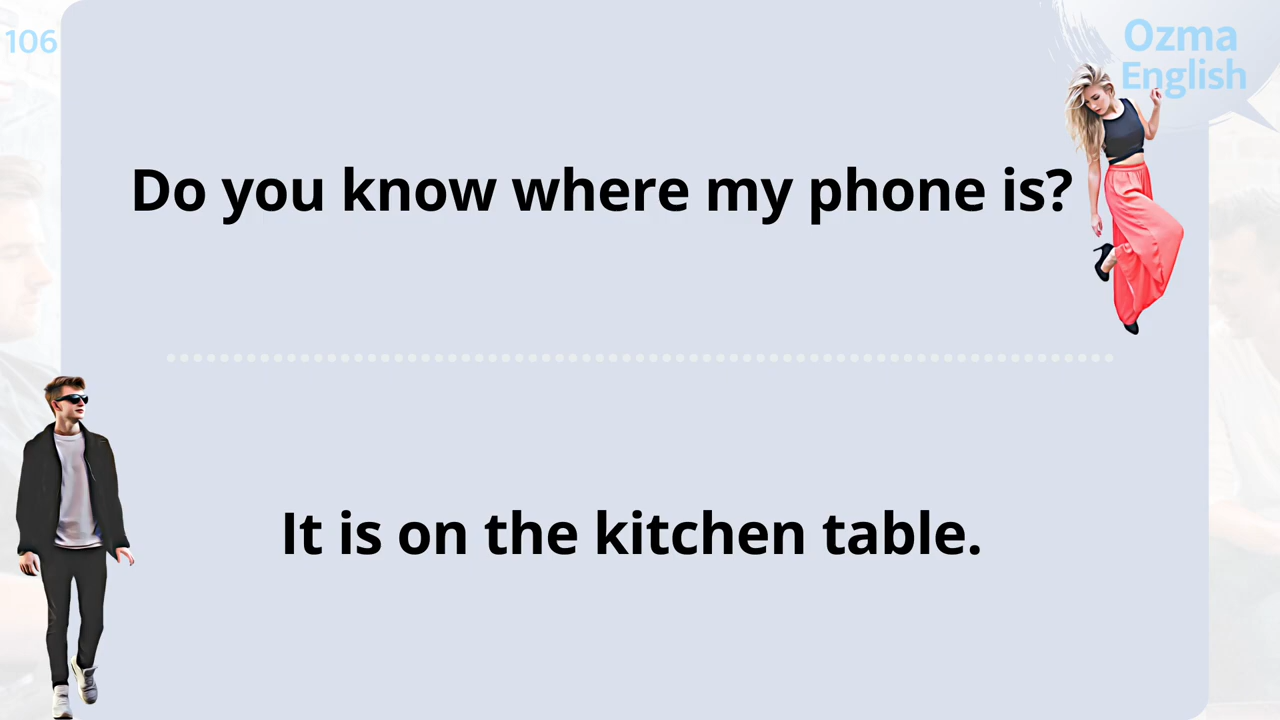 106
Ozma
English
Do you know where my phone is?
It is on the kitchen table.